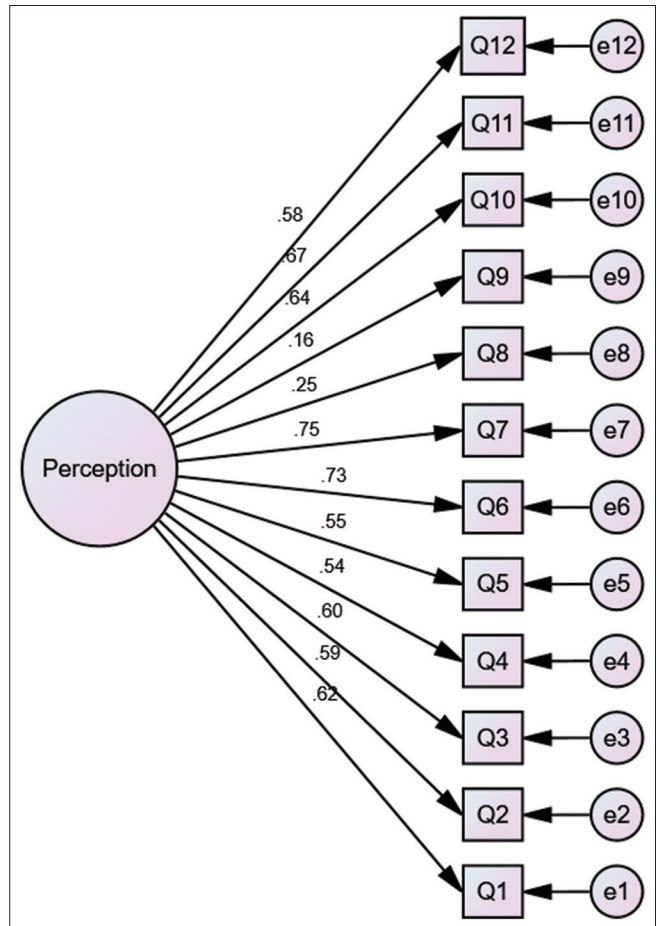 Q12 e12
Q11 e11
.58
Q10 e10
.67
Q9 e9
.64
.16
Q8 e8
.25
Q7 e7
.75
Perception
.73
Q6 e6
.55
.54
Q5 e5
.60
.59
Q4 e4
.62
Q3 e3
Q2 e2
Q1 e1